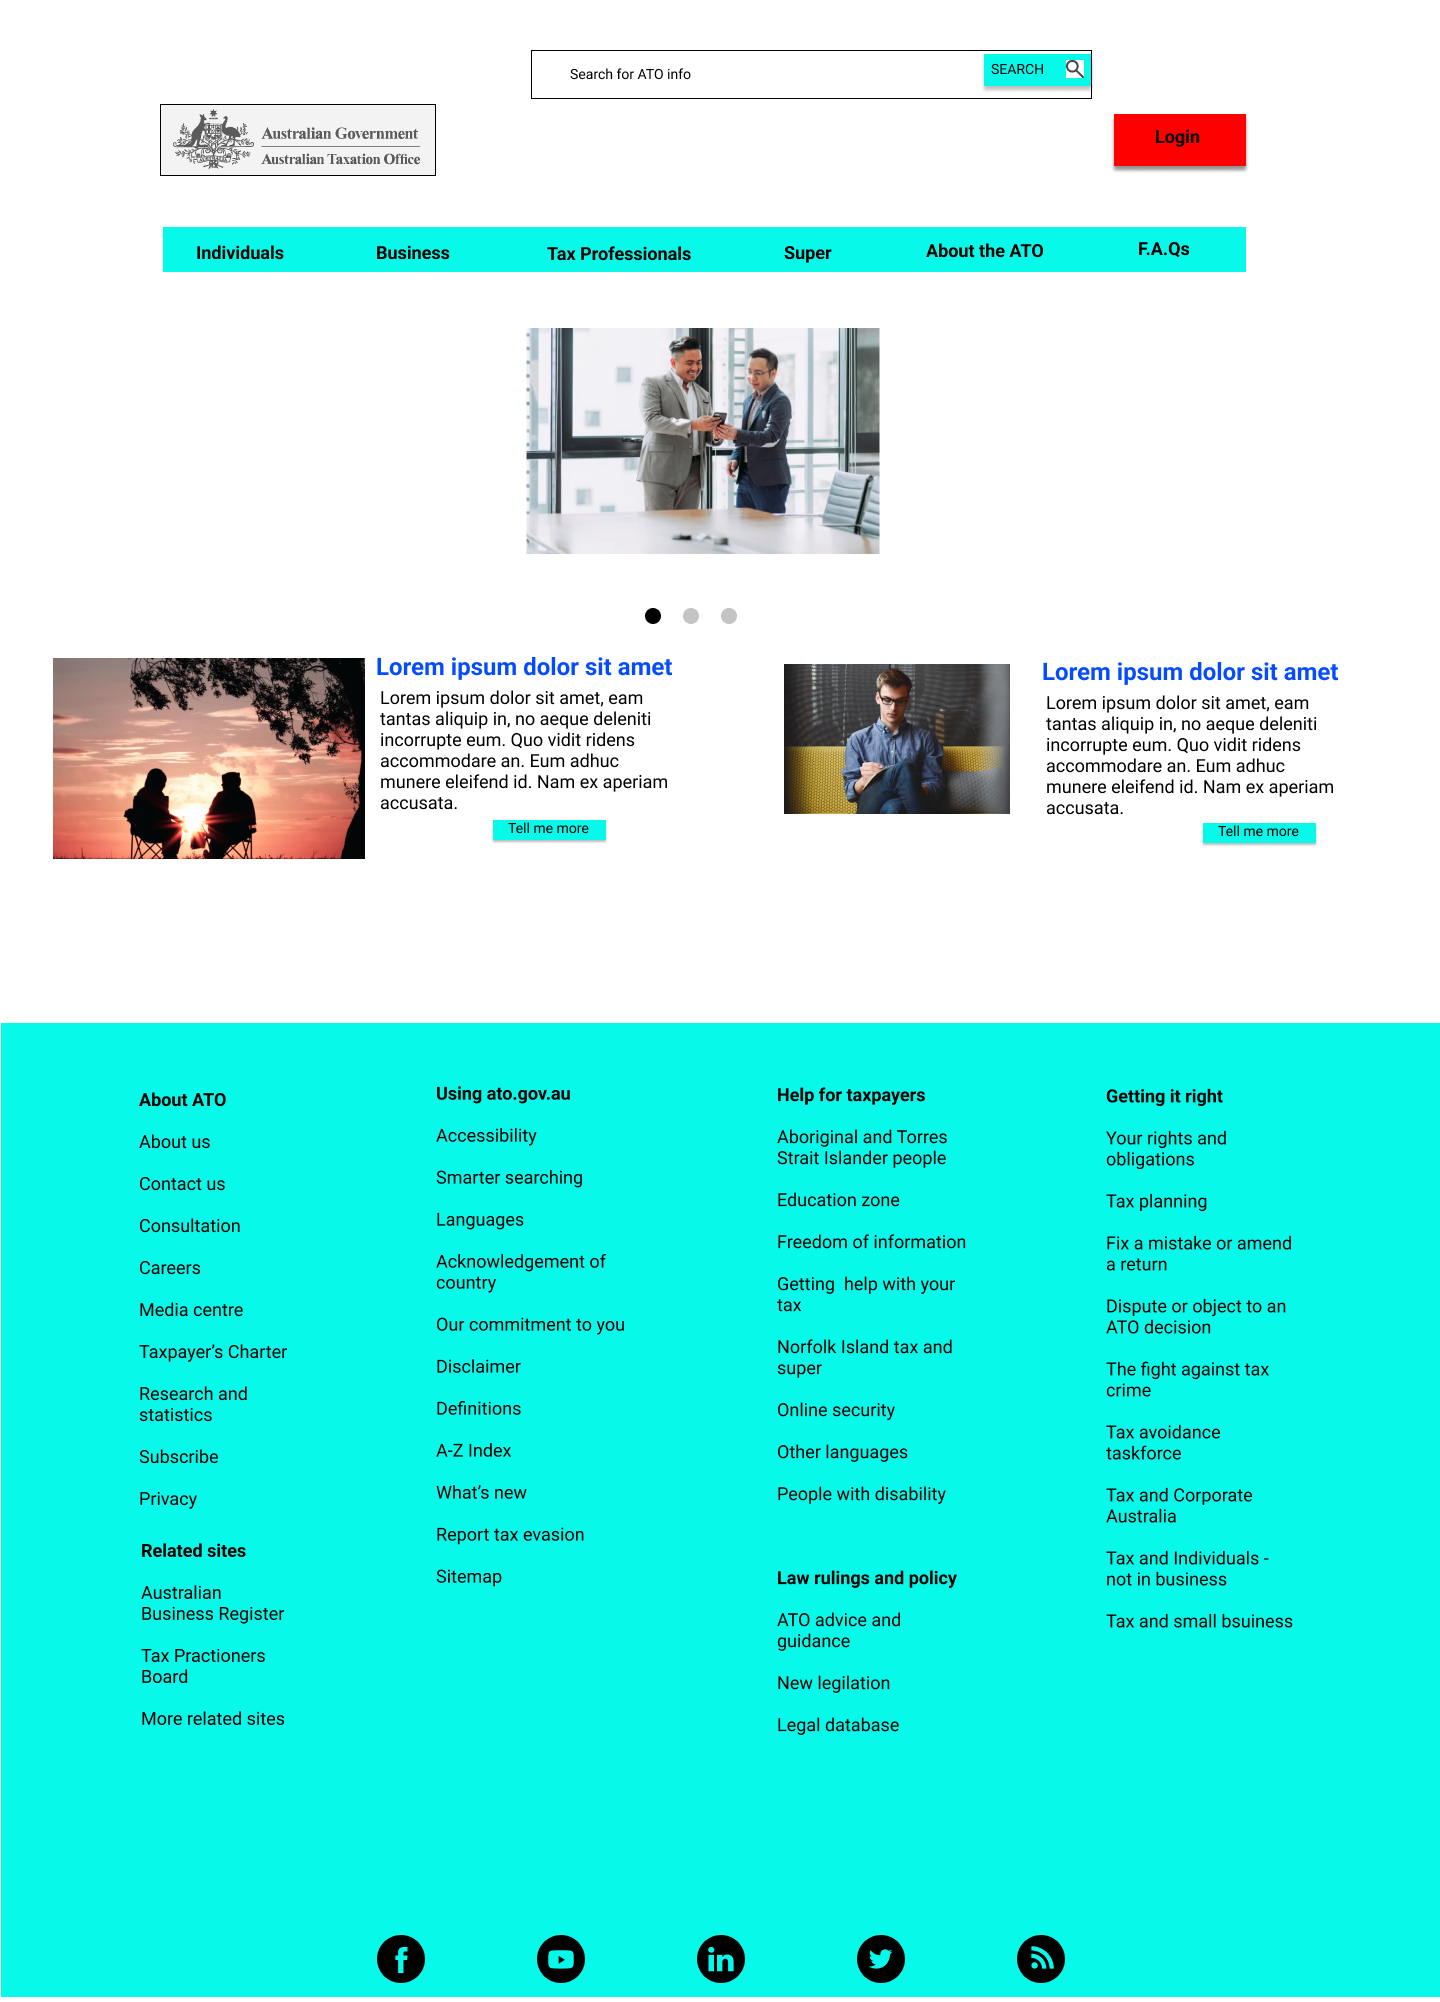 Search for ATO info
SEARCH
Australian Government
Australian Taxation Office
Login
Individuals
Business
Tax Professionals
Super
About the ATO
F.A.Qs
Lorem ipsum dolor sit amet
Lorem ipsum dolor sit amet, eam
tantas aliquip in, no aeque deleniti
incorrupte eum. Quo vidit ridens
accommodare an. Eum adhuc
munere eleifend id. Nam ex aperiam
accusata.
Tell me more
Lorem ipsum dolor sit amet
Lorem ipsum dolor sit amet, eam
tantas aliquip in, no aeque deleniti
incorrupte eum. Quo vidit ridens
accommodare an. Eum adhuc
munere eleifend id. Nam ex aperiam
accusata.
Tell me more
About ATO
About us
Contact us
Consultation
Careers
Media centre
Taxpayer’s Charter
Research and
statistics
Subscribe
Privacy
Related sites
Australian
Business Register
Tax Practioners
Board
More related sites
Using ato.gov.au
Accessibility
Smarter searching
Languages
Acknowledgement of
country
Our commitment to you
Disclaimer
Definitions
A-Z Index
What’s new
Report tax evasion
Sitemap
Help for taxpayers
Aboriginal and Torres
Strait Islander people
Education zone
Freedom of information
Getting  help with your
tax
Norfolk Island tax and
super
Online security
Other languages
People with disability
Law rulings and policy
ATO advice and
guidance
New legilation
Legal database
Getting it right
Your rights and
obligations
Tax planning
Fix a mistake or amend
a return
Dispute or object to an
ATO decision
The fight against tax
crime
Tax avoidance
taskforce
Tax and Corporate
Australia
Tax and Individuals -
not in business
Tax and small bsuiness